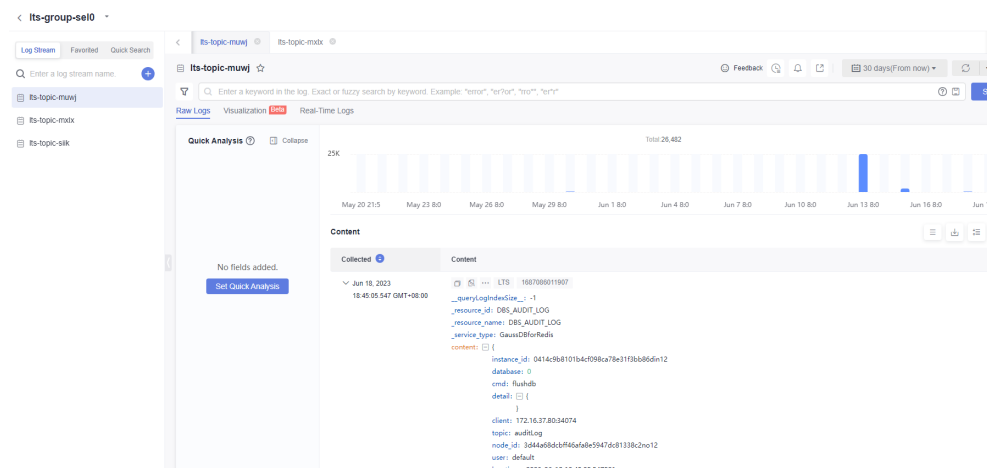 lts-group-sel0
Log Stream Favorited Quick Search
Enter a log stream name.
lts-topic-muwj
lts-topic-mxlx
lts-topic-siik
lts-topic-muwj lts-topic-mxlx
lts-topic-muwj
Feedback
30 days(From now)
Enter a keyword in the log. Exact or fuzzy search by keyword. Example: "error", "er?or", "rro*", "er*r"
Raw Logs Visualization Beta Real-Time Logs
Quick Analysis Collapse
No fields added.
Set Quick Analysis
Total:26,482
25K
May 20 21:5 May 23 8:0 May 26 8:0 May 29 8:0 Jun 1 8:0 Jun 4 8:0 Jun 7 8:0 Jun 10 8:0 Jun 13 8:0 Jun 16 8:0 Jun
Content
Collected Content
Jun 18, 2023
18:45:05.547 GMT+08:00
LTS 1687086011907
__queryLogIndexSize__: -1
_resource_id: DBS_AUDIT_LOG
_resource_name: DBS_AUDIT_LOG
_service_type: GaussDBforRedis
content: {
instance_id: 0414c9b8101b4cf098ca78e31f3bb86din12
database: 0
cmd: flushdb
detail: {
}
client: 172.16.37.80:34074
topic: auditLog
node_id: 3d44a68dcbff46afa8e5947dc81338c2no12
user: default